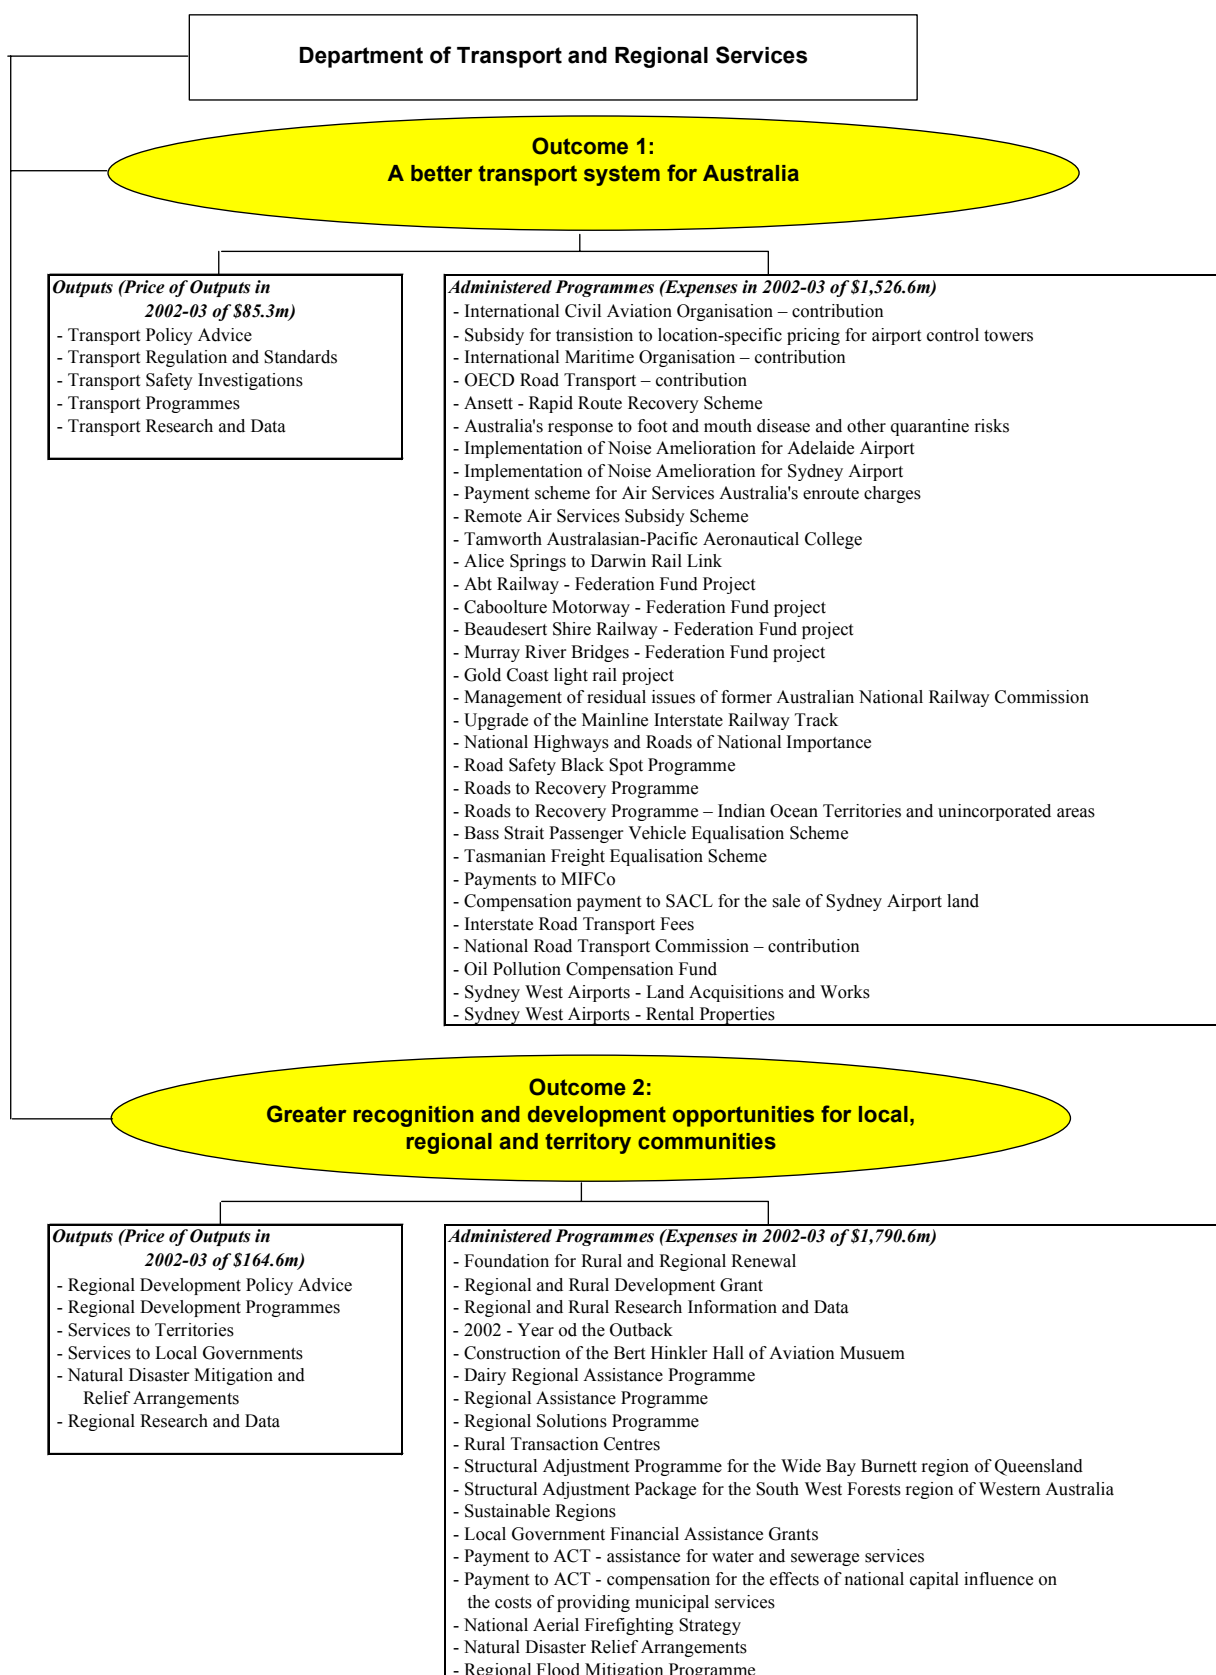 Department of Transport and Regional Services
Outcome 1:
A better transport system for Australia
Outputs (Price of Outputs in
2002-03 of $85.3m)
- Transport Policy Advice
- Transport Regulation and Standards
- Transport Safety Investigations
- Transport Programmes
- Transport Research and Data
Administered Programmes (Expenses in 2002-03 of $1,526.6m)
- International Civil Aviation Organisation – contribution
- Subsidy for transistion to location-specific pricing for airport control towers
- International Maritime Organisation – contribution
- OECD Road Transport – contribution
- Ansett - Rapid Route Recovery Scheme
- Australia's response to foot and mouth disease and other quarantine risks
- Implementation of Noise Amelioration for Adelaide Airport
- Implementation of Noise Amelioration for Sydney Airport
- Payment scheme for Air Services Australia's enroute charges
- Remote Air Services Subsidy Scheme
- Tamworth Australasian-Pacific Aeronautical College
- Alice Springs to Darwin Rail Link
- Abt Railway - Federation Fund Project
- Caboolture Motorway - Federation Fund project
- Beaudesert Shire Railway - Federation Fund project
- Murray River Bridges - Federation Fund project
- Gold Coast light rail project
- Management of residual issues of former Australian National Railway Commission
- Upgrade of the Mainline Interstate Railway Track
- National Highways and Roads of National Importance
- Road Safety Black Spot Programme
- Roads to Recovery Programme
- Roads to Recovery Programme – Indian Ocean Territories and unincorporated areas
- Bass Strait Passenger Vehicle Equalisation Scheme
- Tasmanian Freight Equalisation Scheme
- Payments to MIFCo
- Compensation payment to SACL for the sale of Sydney Airport land
- Interstate Road Transport Fees
- National Road Transport Commission – contribution
- Oil Pollution Compensation Fund
- Sydney West Airports - Land Acquisitions and Works
- Sydney West Airports - Rental Properties
Outcome 2:
Greater recognition and development opportunities for local,
regional and territory communities
Outputs (Price of Outputs in
2002-03 of $164.6m)
- Regional Development Policy Advice
- Regional Development Programmes
- Services to Territories
- Services to Local Governments
- Natural Disaster Mitigation and
Relief Arrangements
- Regional Research and Data
Administered Programmes (Expenses in 2002-03 of $1,790.6m)
- Foundation for Rural and Regional Renewal
- Regional and Rural Development Grant
- Regional and Rural Research Information and Data
- 2002 - Year od the Outback
- Construction of the Bert Hinkler Hall of Aviation Musuem
- Dairy Regional Assistance Programme
- Regional Assistance Programme
- Regional Solutions Programme
- Rural Transaction Centres
- Structural Adjustment Programme for the Wide Bay Burnett region of Queensland
- Structural Adjustment Package for the South West Forests region of Western Australia
- Sustainable Regions
- Local Government Financial Assistance Grants
- Payment to ACT - assistance for water and sewerage services
- Payment to ACT - compensation for the effects of national capital influence on
the costs of providing municipal services
- National Aerial Firefighting Strategy
- Natural Disaster Relief Arrangements
- Regional Flood Mitigation Programme